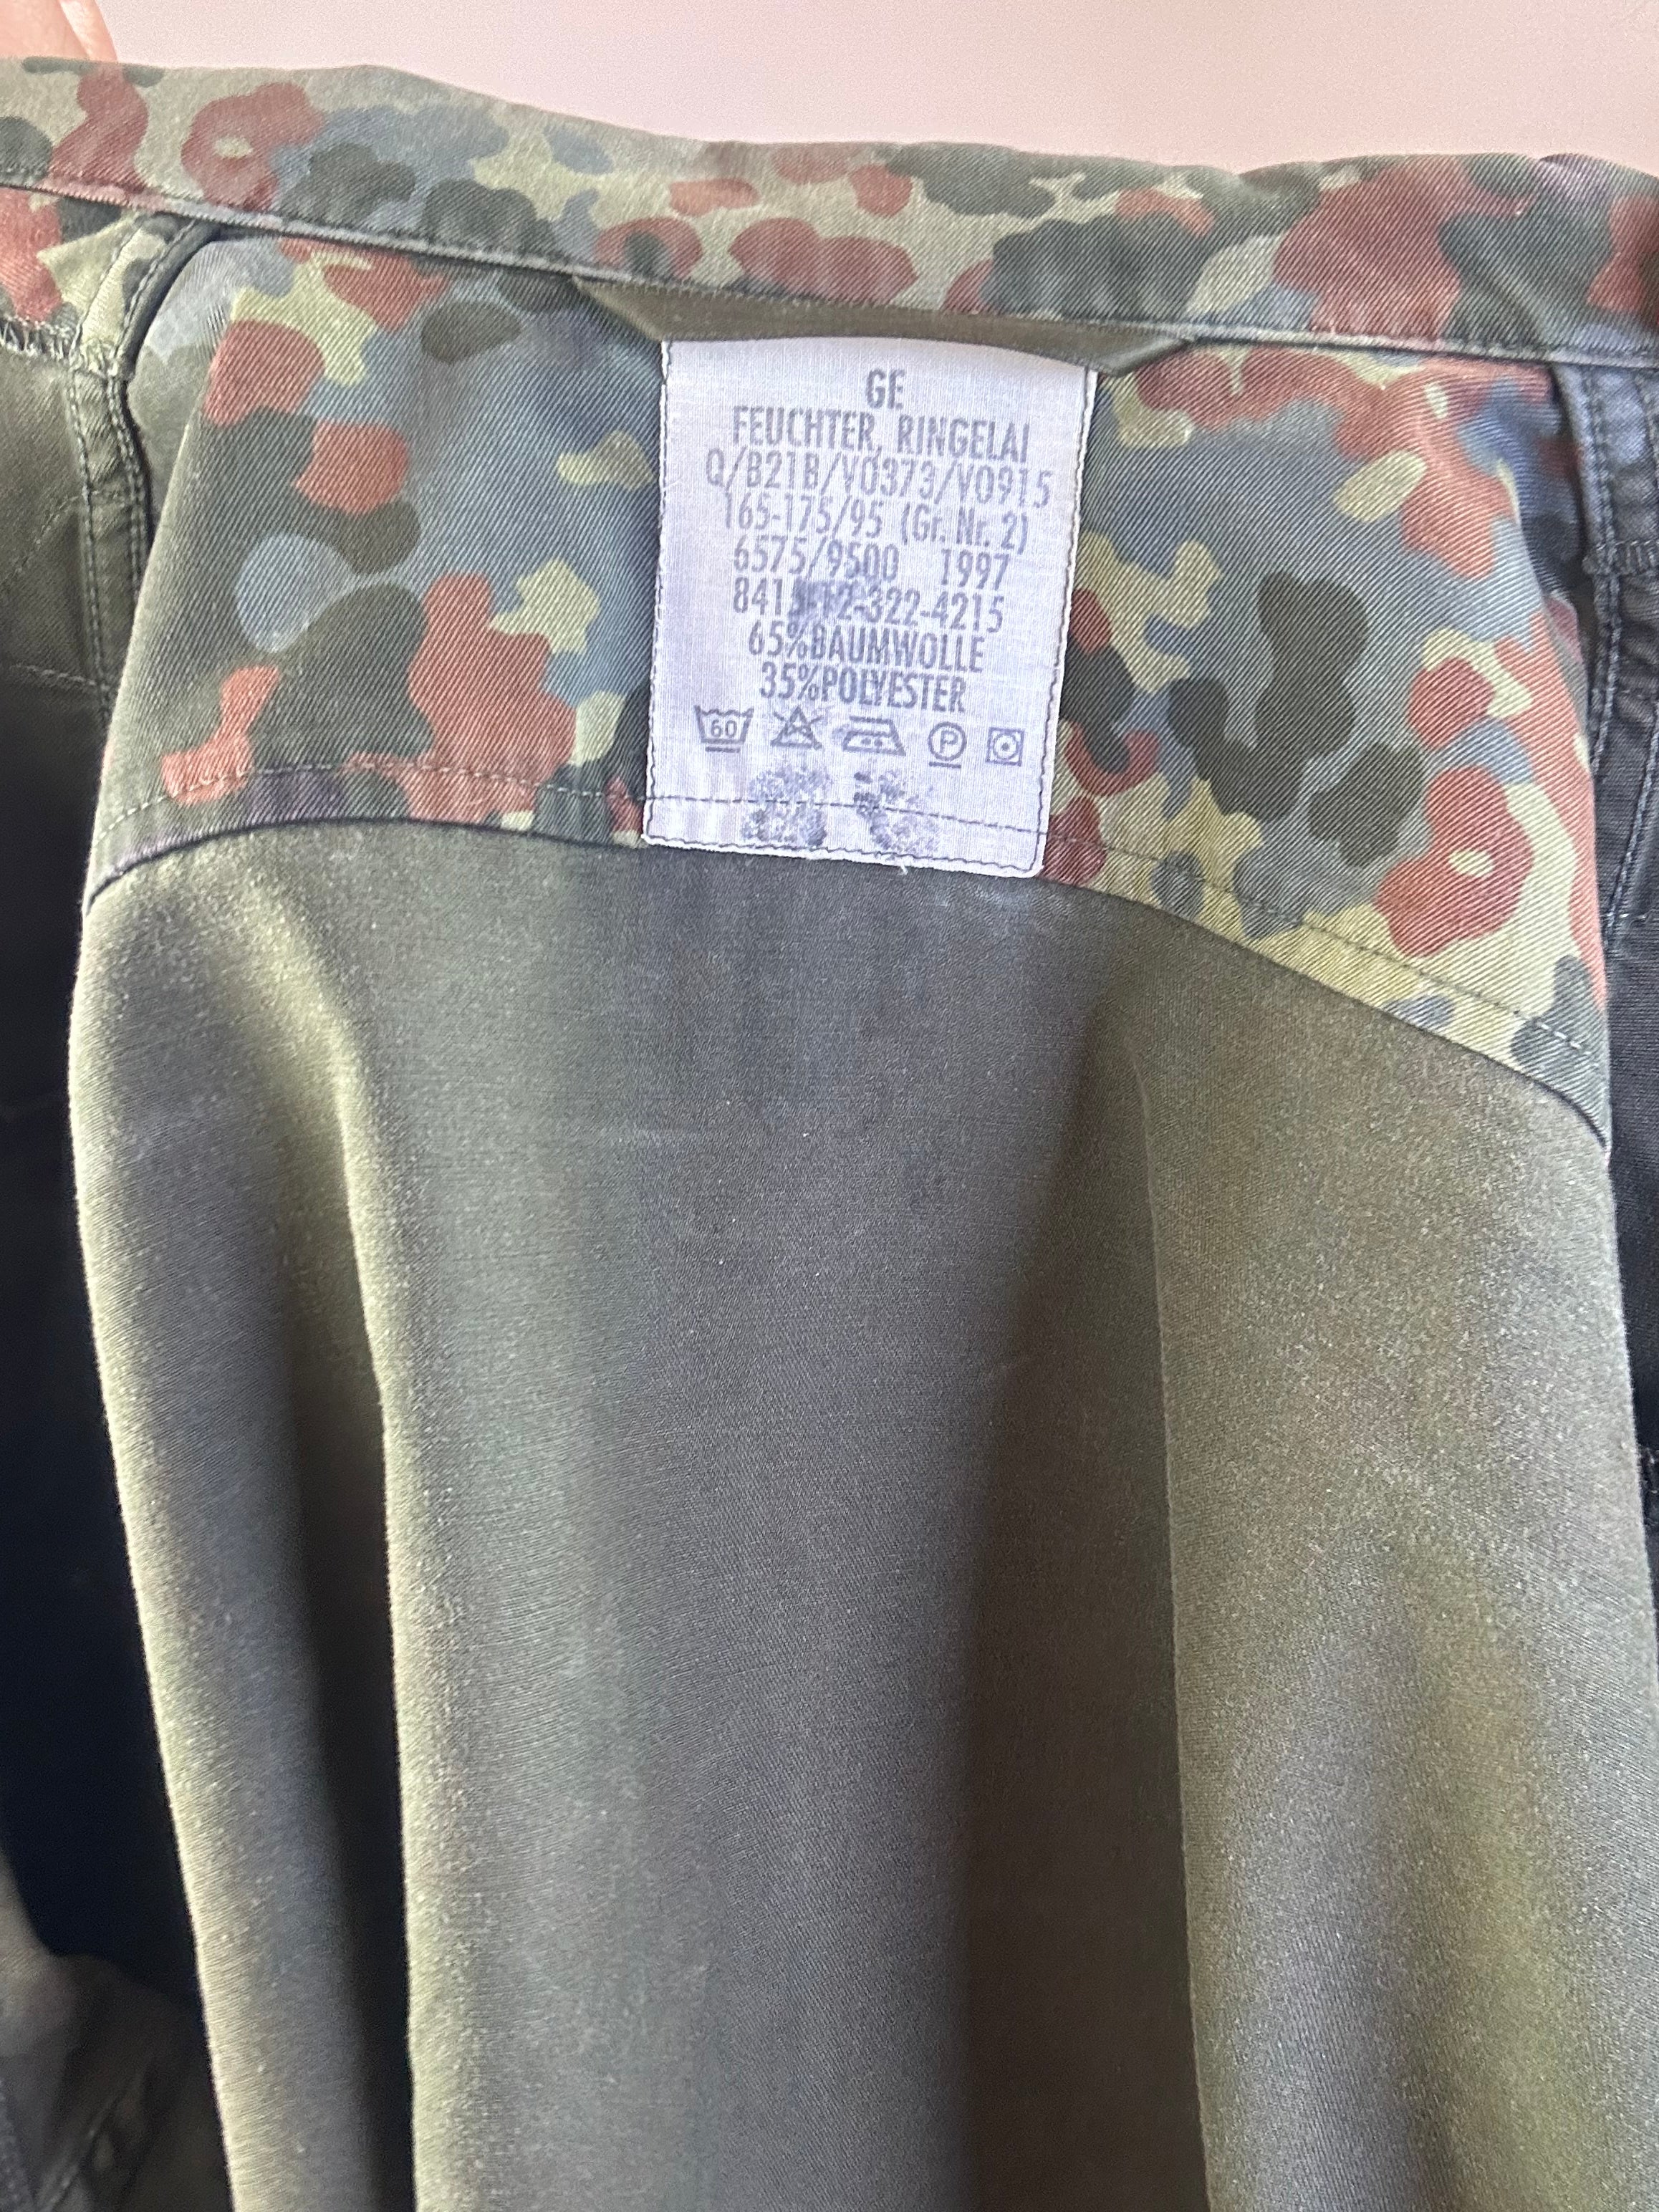 GE
FEUCHTER, RINGELAI
Q/B21B/V0373/V0915
165-175/95 (Gr. Nr. 2)
6575/9500 1997
65%BAUMWOLLE
35%POLYESTER
60 P